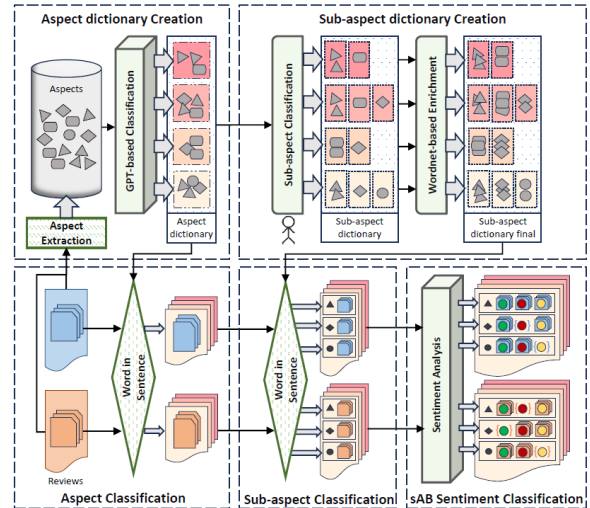 Aspect dictionary Creation
Sub-aspect dictionary Creation
Aspects
GPT-based Classification
Aspect
dictionary
Aspect
Extraction
Sub-aspect Classification
Sub-aspect
dictionary
Wordnet-based Enrichment
Sub-aspect
dictionary final
Word in
Sentence
Reviews
Aspect Classification
Word in
Sentence
Sub-aspect Classification
Sentiment Analysis
sAB Sentiment Classification